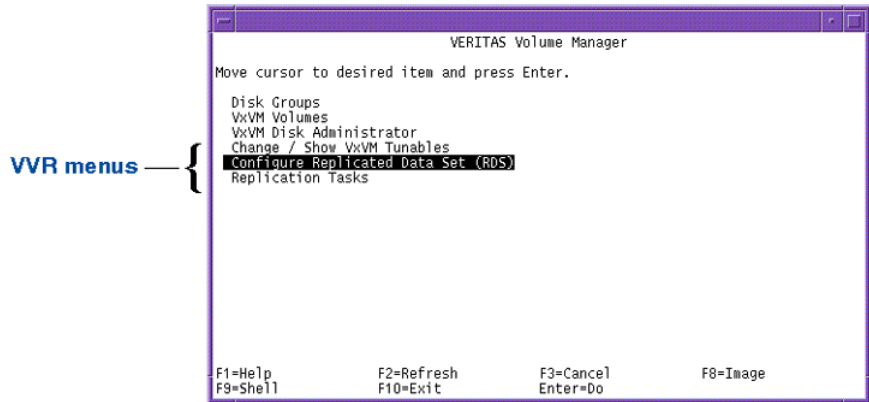 VERITAS Volume Manager
Move cursor to desired item and press Enter.
Disk Groups
VxVM Volumes
VxVM Disk Administrator
Change / Show VxVM Tunables
Configure Replicated Data Set (RDS)
Replication Tasks
VVR menus
F1=Help F2=Refresh F3=Cancel F8=Image
F9=Shell F10=Exit Enter=Do